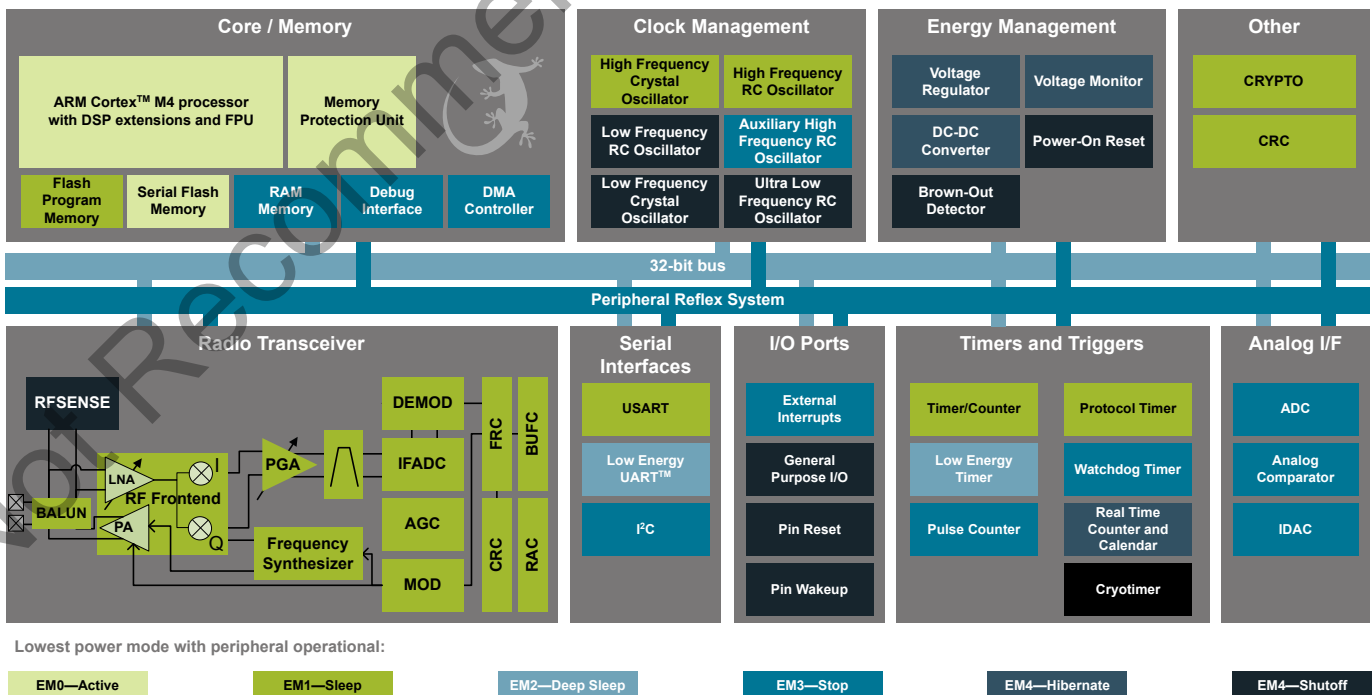 Core / Memory
ARM Cortex™ M4 processor
with DSP extensions and FPU
Memory
Protection Unit
Flash
Program
Memory
Serial Flash
Memory
RAM
Memory
Debug
Interface
DMA
Controller
Clock Management
High Frequency
Crystal
Oscillator
High Frequency
RC Oscillator
Low Frequency
RC Oscillator
Auxiliary High
Frequency RC
Oscillator
Low Frequency
Crystal
Oscillator
Ultra Low
Frequency RC
Oscillator
Energy Management
Voltage
Regulator
Voltage Monitor
DC-DC
Converter
Power-On Reset
Brown-Out
Detector
Other
CRYPTO
CRC
32-bit bus
Peripheral Reflex System
Radio Transceiver
RFSENSE
LNA
RF Frontend
I
BALUN
PA
Q
PGA
Frequency
Synthesizer
DEMOD
IFADC
AGC
MOD
FRC
BUFC
CRC
RAC
Serial
Interfaces
USART
Low Energy
UART™
I²C
I/O Ports
External
Interrupts
General
Purpose I/O
Pin Reset
Pin Wakeup
Timers and Triggers
Timer/Counter
Protocol Timer
Low Energy
Timer
Watchdog Timer
Pulse Counter
Real Time
Counter and
Calendar
Cryotimer
Analog I/F
ADC
Analog
Comparator
IDAC
Lowest power mode with peripheral operational:
EM0—Active
EM1—Sleep
EM2—Deep Sleep
EM3—Stop
EM4—Hibernate
EM4—Shutoff
Not Recomme